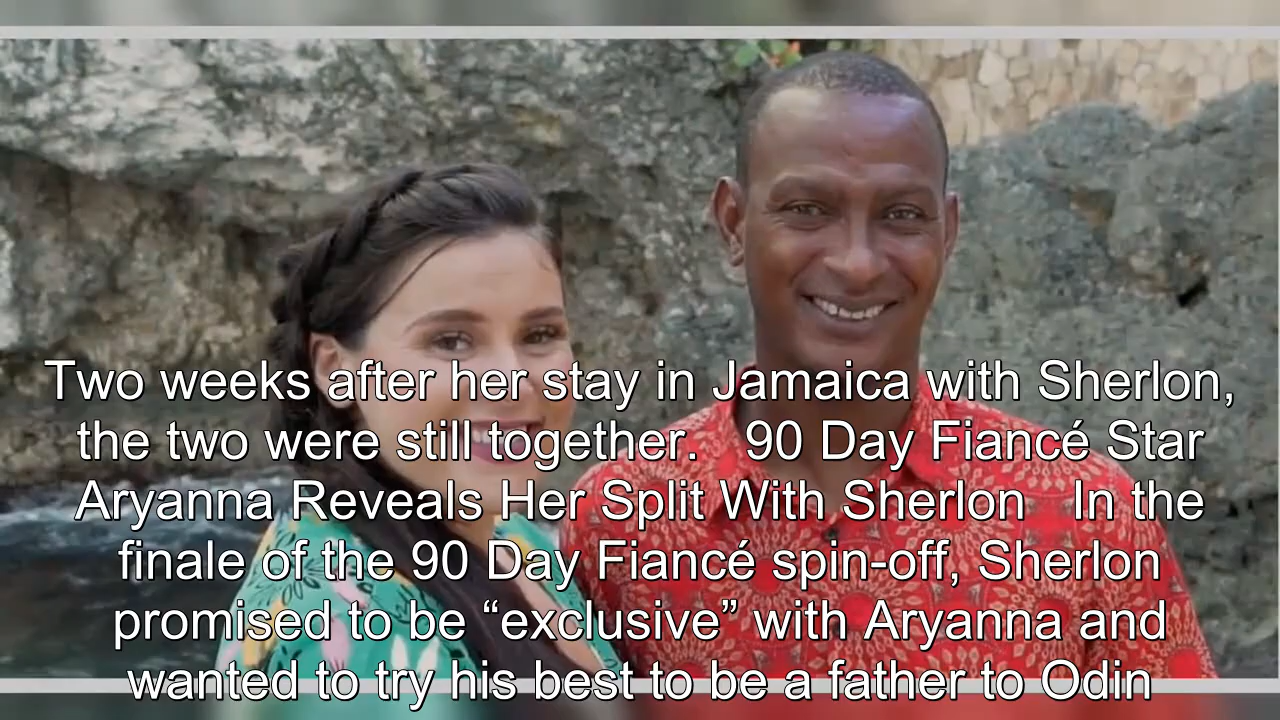 Two weeks after her stay in Jamaica with Sherlon,
the two were still together.   90 Day Fiancé Star
Aryanna Reveals Her Split With Sherlon   In the
finale of the 90 Day Fiancé spin-off, Sherlon
promised to be “exclusive” with Aryanna and
wanted to try his best to be a father to Odin